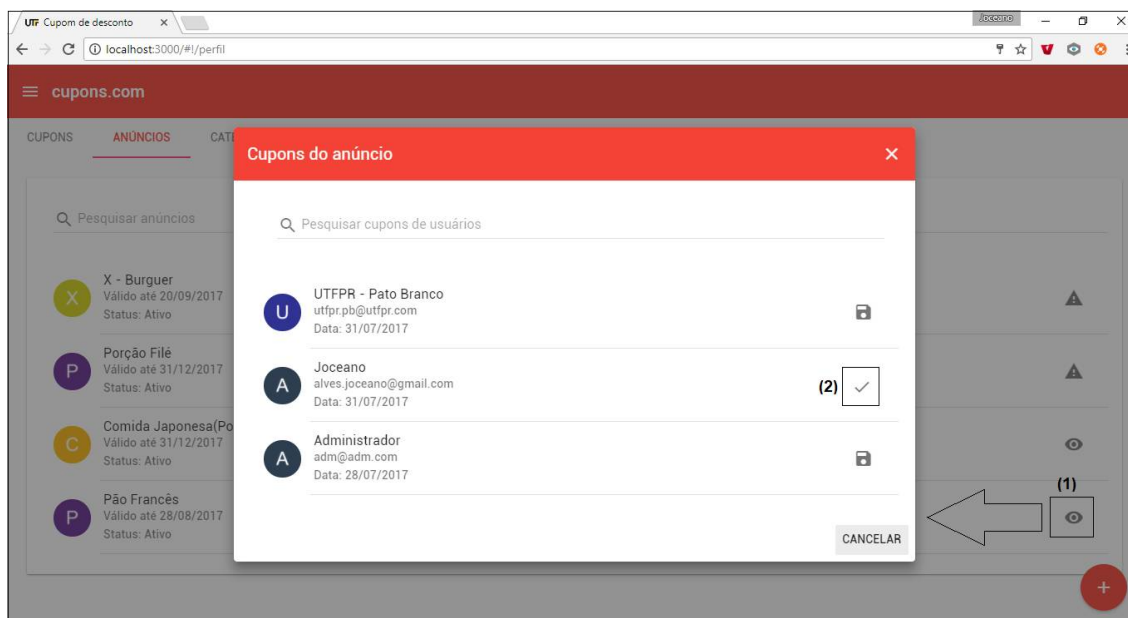 UTF Cupom de desconto
Joceano
localhost:3000/#!/perfil
cupons.com
CUPONS ANÚNCIOS CATE
Cupons do anúncio
Pesquisar anúncios
Pesquisar cupons de usuários
X
X - Burguer
Válido até 20/09/2017
Status: Ativo
P
Porção Filé
Válido até 31/12/2017
Status: Ativo
C
Comida Japonesa(Po
Válido até 31/12/2017
Status: Ativo
P
Pão Francês
Válido até 28/08/2017
Status: Ativo
U
UTFPR - Pato Branco
utfpr.pb@utfpr.com
Data: 31/07/2017
A
Joceano
alves.joceano@gmail.com
Data: 31/07/2017
(2)
A
Administrador
adm@adm.com
Data: 28/07/2017
(1)
CANCELAR